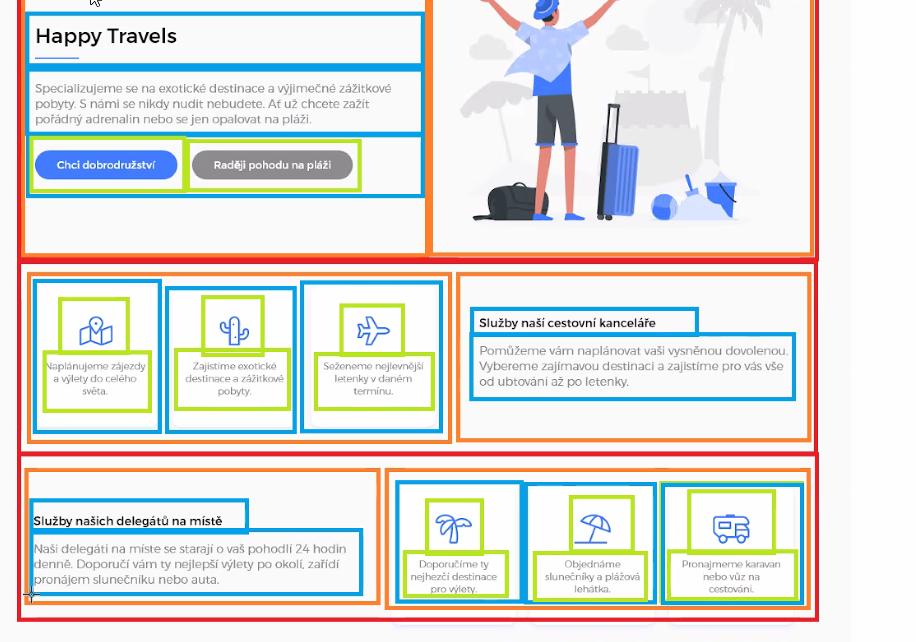 Happy Travels
Specializujeme se na exotické destinace a výjimečné zážitkové
pobyty. S námi se nikdy nudit nebudete. Ať už chcete zažít
pořádný adrenalin nebo se jen opalovat na pláži.
Chci dobrodružství
Raději pohodu na pláži
Naplánujeme zájezdy
a výlety do celého
světa.
Zajistíme exotické
destinace a zážitkové
pobyty.
Seženeme nejlevnější
letenky v daném
termínu.
Služby naší cestovní kanceláře
Pomůžeme vám naplánovat vaši vysněnou dovolenou.
Vybereme zajímavou destinaci a zajistíme pro vás vše
od ubtování až po letenky.
Služby našich delegátů na místě
Naši delegáti na míste se starají o vaš pohodlí 24 hodin
denně. Doporučí vám ty nejlepší výlety po okolí, zařídí
pronájem slunečníku nebo auta.
Doporučíme ty
nejhezčí destinace
pro výlety.
Objednáme
slunečníky a plážová
lehátka.
Pronajmeme karavan
nebo vůz na
cestování.